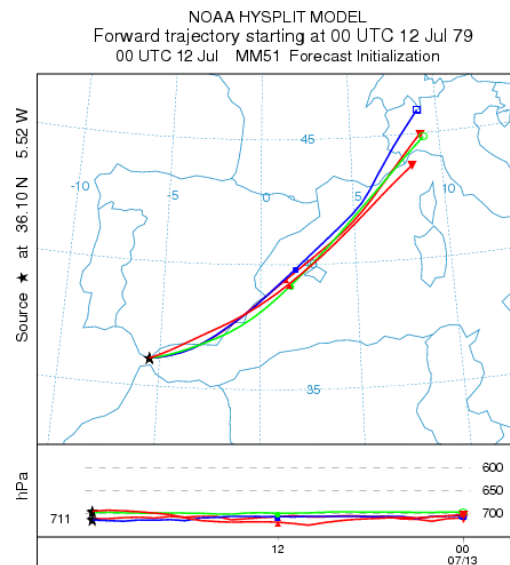 NOAA HYSPLIT MODEL
Forward trajectory starting at 00 UTC 12 Jul 79
00 UTC 12 Jul MM51 Forecast Initialization
Source ★ at 36.10 N 5.52 W
45
-10
-5
0
5
10
35
hPa
600
650
700
711
12
00
07/13